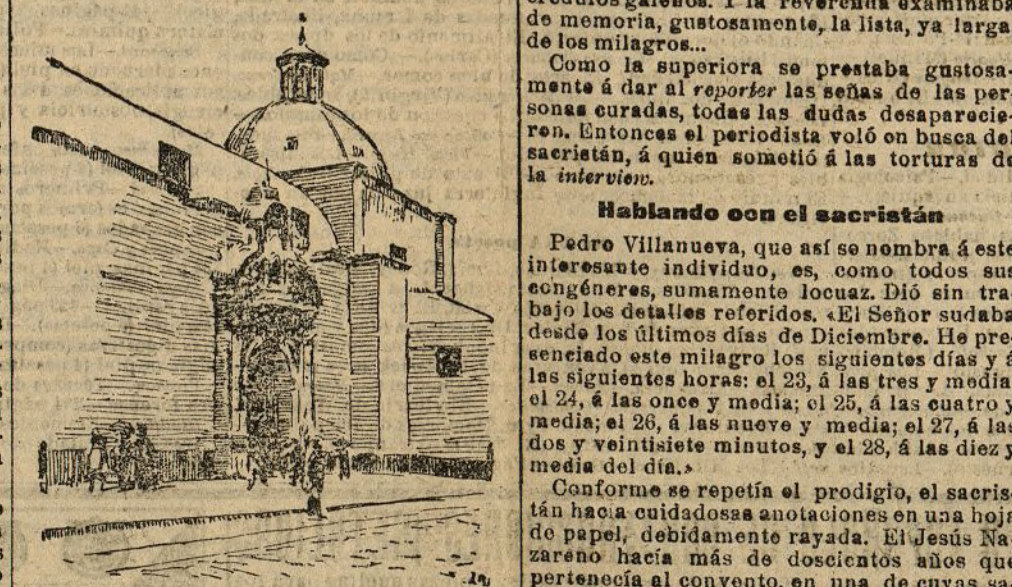 crédulos galenos. Y la reverenda examinaba
de memoria, gustosamente, la lista, ya larga,
de los milagros...
Como la superiora se prestaba gustosa-
mente á dar al reporter las señas de las per-
sonas curadas, todas las dudas desaparecie-
ron. Entonces el periodista voló en busca del
sacristán, á quien sometió á las torturas de
la interview.
Hablando con el sacristán
Pedro Villanueva, que así se nombra á este
interesante individuo, es, como todos sus
congéneres, sumamente locuaz. Dió sin tra-
bajo los detalles referidos. «El Señor sudaba
desde los últimos días de Diciembre. He pre-
senciado este milagro los siguientes días y á
las siguientes horas: el 23, á las tres y media;
el 24, á las once y media; el 25, á las cuatro y
media; el 26, á las nueve y media; el 27, á las
dos y veintisiete minutos, y el 28, á las diez y
media del día.»
Conforme se repetía el prodigio, el sacris-
tán hacía cuidadosas anotaciones en una hoja
de papel, debidamente rayada. El Jesús Na-
zareno hacía más de doscientos años que
pertenecía al convento, en una de cuyas sa-